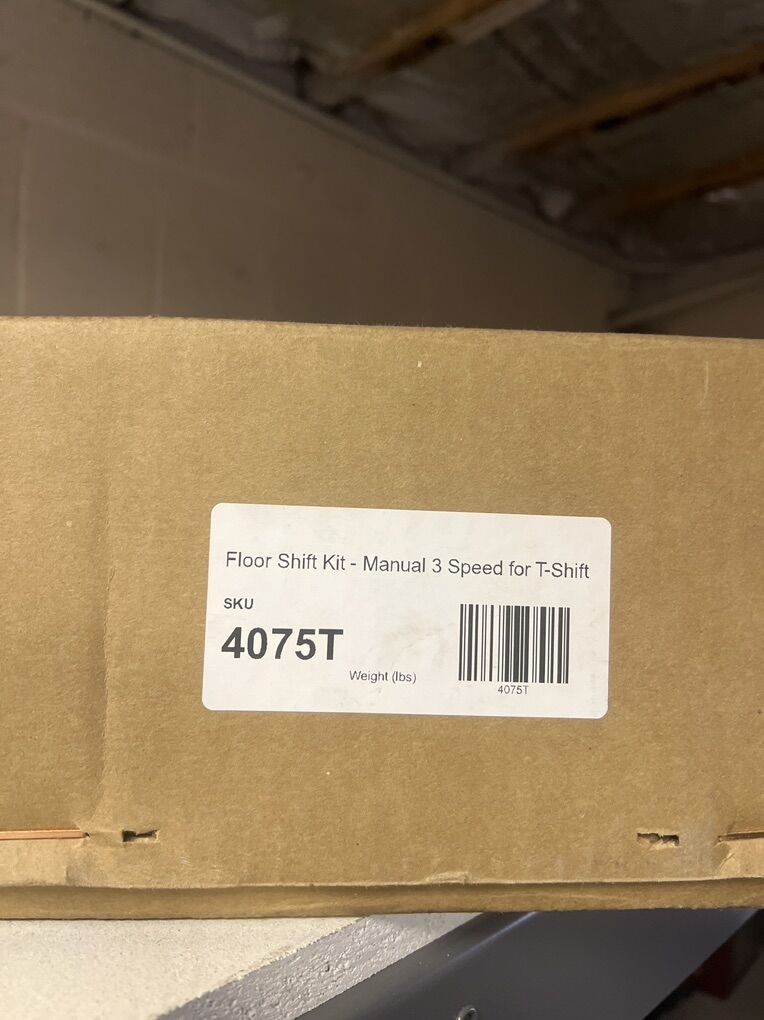 Floor Shift Kit - Manual 3 Speed for T-Shift
SKU
4075T
Weight (lbs)
4075T